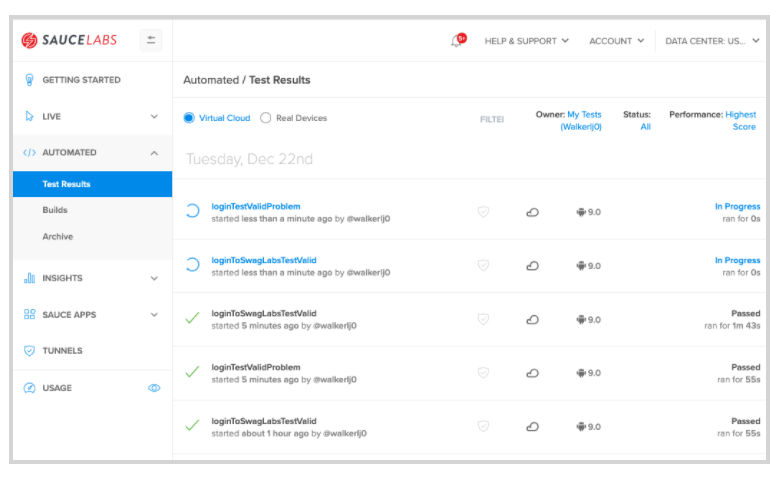 SAUCELABS
5+
HELP & SUPPORT
ACCOUNT
DATA CENTER: US...
GETTING STARTED
LIVE
</> AUTOMATED
Test Results
Builds
Archive
INSIGHTS
SAUCE APPS
TUNNELS
USAGE
Automated / Test Results
Virtual Cloud
Real Devices
FILTEI
Owner: My Tests
(Walkerlj0)
Status:
All
Performance: Highest
Score
Tuesday, Dec 22nd
loginTestValidProblem
started less than a minute ago by @walkerlj0
9.0
In Progress
ran for 0s
loginToSwagLabsTestValid
started less than a minute ago by @walkerlj0
9.0
In Progress
ran for 0s
loginToSwagLabsTestValid
started 5 minutes ago by @walkerlj0
9.0
Passed
ran for 1m 43s
loginTestValidProblem
started 5 minutes ago by @walkerlj0
9.0
Passed
ran for 55s
loginToSwagLabsTestValid
started about 1 hour ago by @walkerlj0
9.0
Passed
ran for 55s